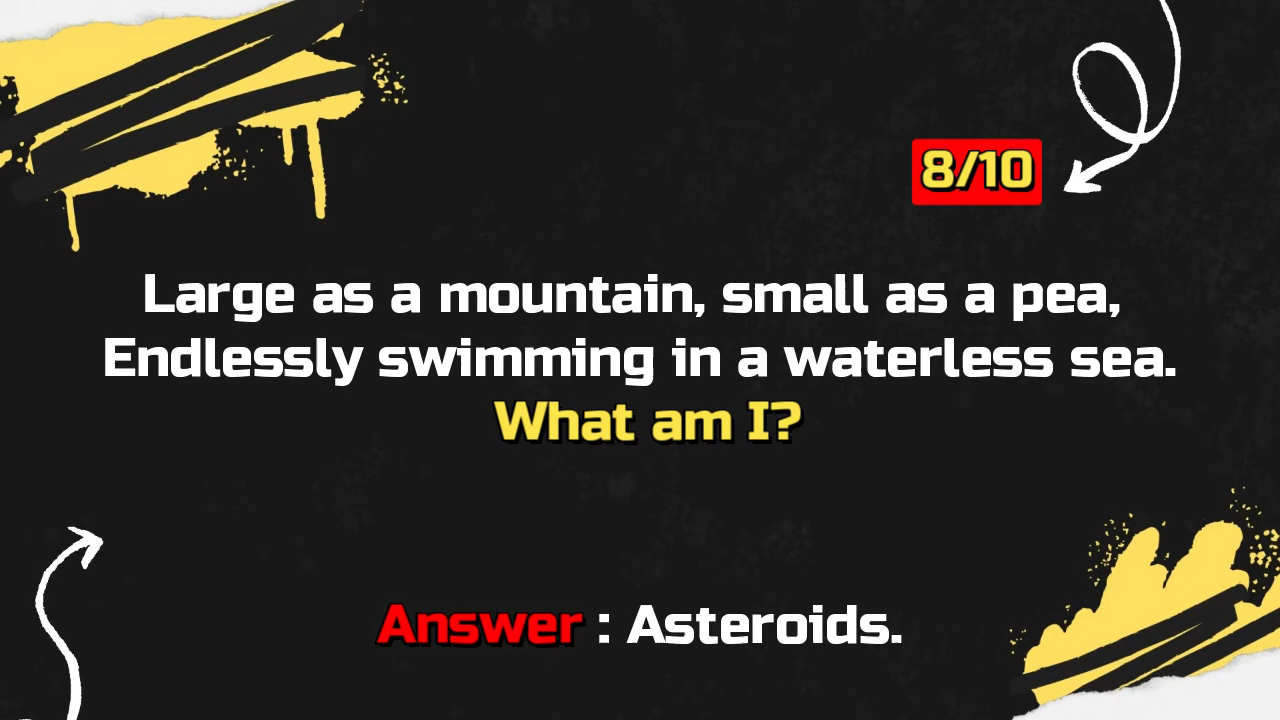 8/10
Large as a mountain, small as a pea,
Endlessly swimming in a waterless sea.
What am I?
Answer : Asteroids.